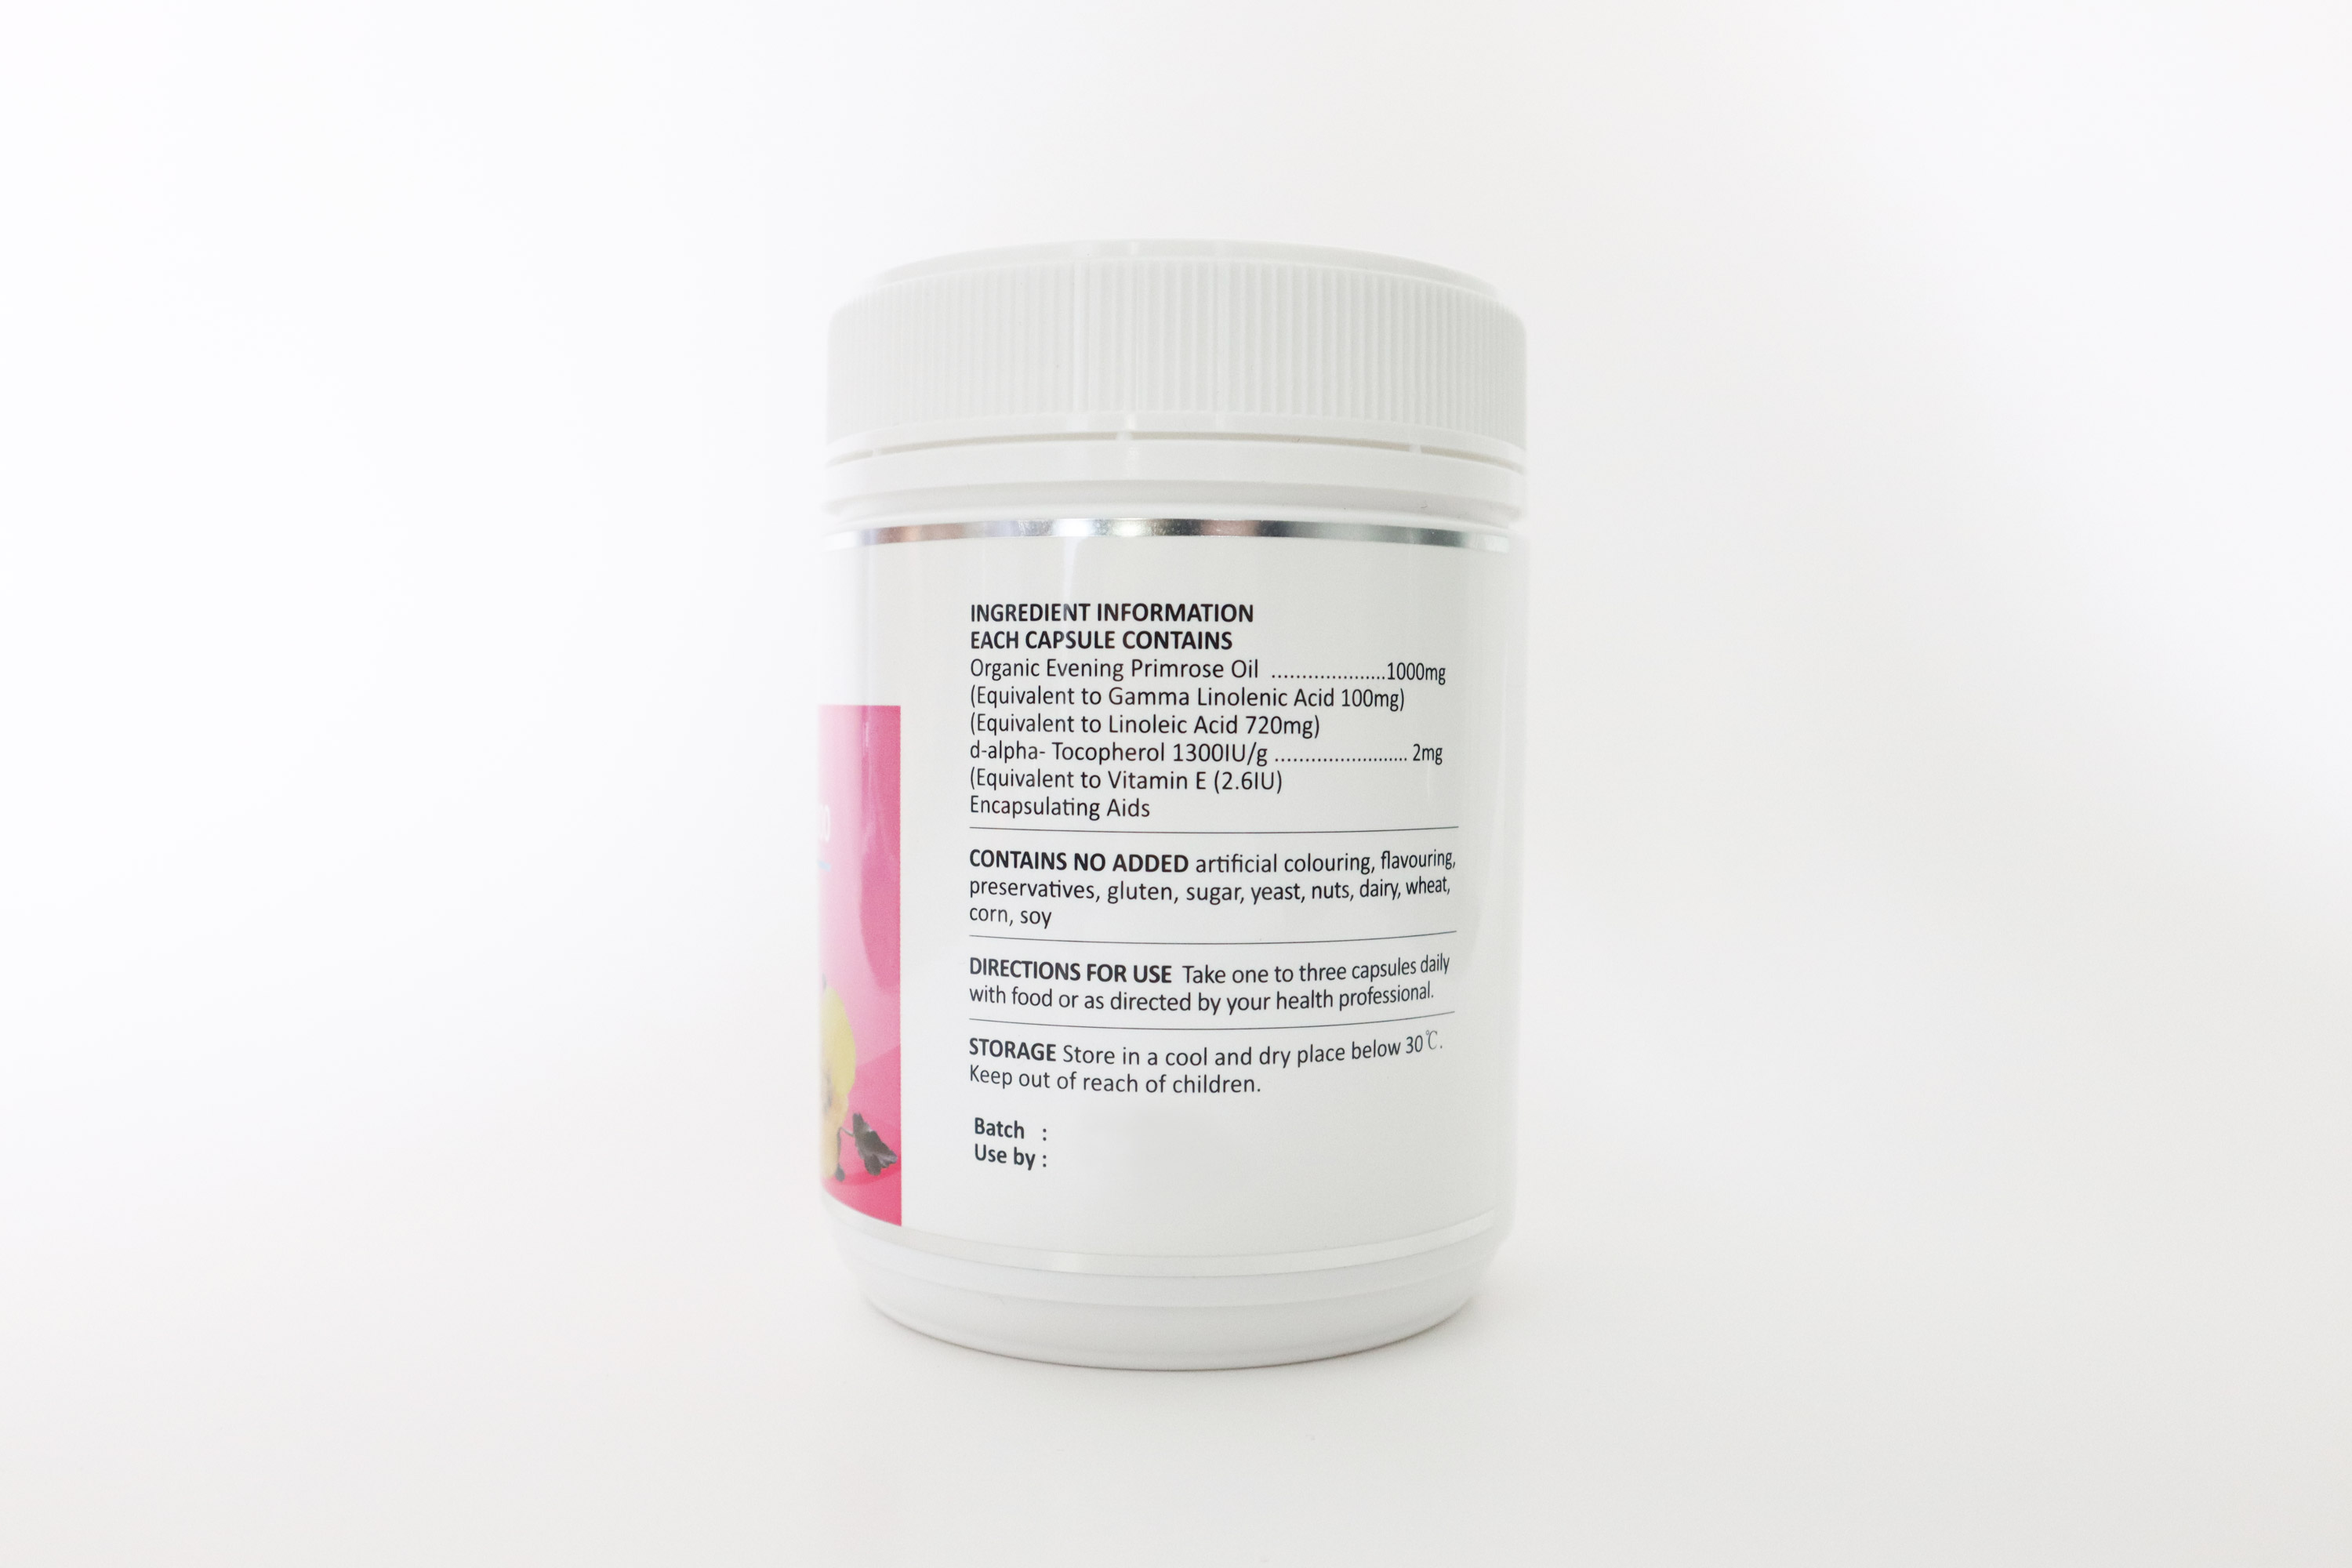 INGREDIENT INFORMATION
EACH CAPSULE CONTAINS
Organic Evening Primrose Oil ...................1000mg
(Equivalent to Gamma Linolenic Acid 100mg)
(Equivalent to Linoleic Acid 720mg)
d-alpha- Tocopherol 1300IU/g ...................... 2mg
(Equivalent to Vitamin E (2.6IU)
Encapsulating Aids
CONTAINS NO ADDED artificial colouring, flavouring,
preservatives, gluten, sugar, yeast, nuts, dairy, wheat,
corn, soy
DIRECTIONS FOR USE Take one to three capsules daily
with food or as directed by your health professional.
STORAGE Store in a cool and dry place below 30℃.
Keep out of reach of children.
Batch :
Use by :